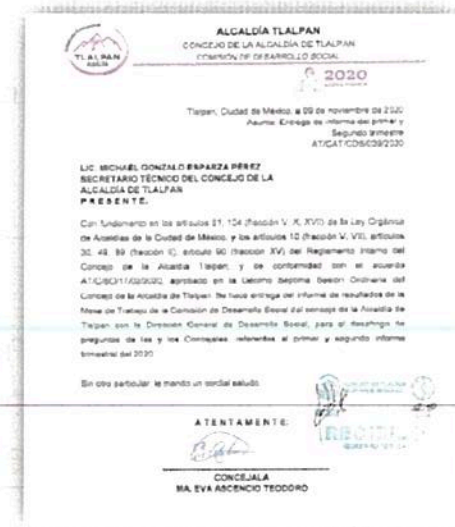 TLALPAN
ALCALDÍA
ALCALDÍA TLALPAN
CONCEJO DE LA ALCALDÍA DE TLALPAN
COMISIÓN DE DESARROLLO SOCIAL
2020
Tlalpan, Ciudad de México, a 09 de noviembre de 2020
Asunto: Entrega de informe del primer y
Segundo trimestre
AT/CAT/CDS/039/2020
LIC. MICHAEL GONZALO ESPARZA PÉREZ
SECRETARIO TÉCNICO DEL CONCEJO DE LA
ALCALDÍA DE TLALPAN
P R E S E N T E.
Con fundamento en los artículos 81, 104 (fracción V, X, XVII) de la Ley Orgánica
de Alcaldías de la Ciudad de México, y los artículos 10 (fracción V, VII), artículos
30, 49, 89 (fracción II), artículo 90 (fracción XV) del Reglamento Interno del
Concejo de la Alcaldía Tlalpan; y de conformidad con el acuerdo
aprobado en la Décimo Séptima Sesión Ordinaria del
Concejo de la Alcaldía de Tlalpan. Se hace entrega del informe de resultados de la
Mesa de Trabajo de la Comisión de Desarrollo Social del concejo de la Alcaldía de
Tlalpan con la Dirección General de Desarrollo Social, para el desahogo de
preguntas de las y los Concejales, referentes al primer y segundo informe
trimestral del 2020.
Sin otro particular, le mando un cordial saludo.
A T E N T A M E N T E:
CONCEJALA
MA. EVA ASCENCIO TEODORO